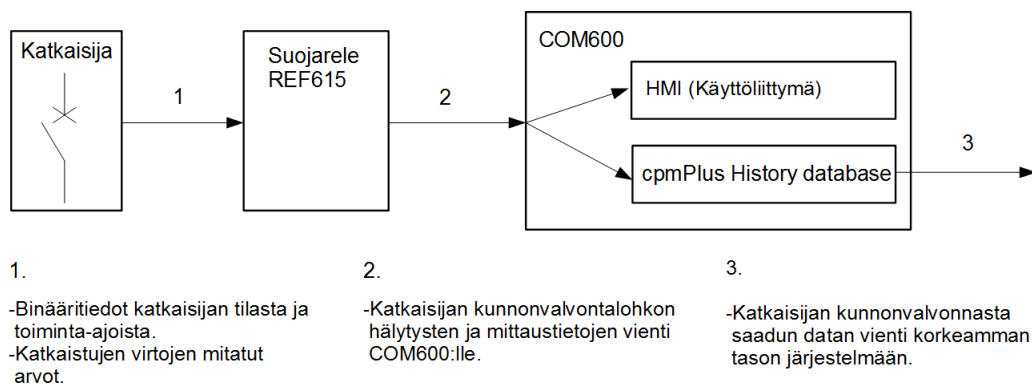 Katkaisija
1
Suojarele
REF615
2
COM600
HMI (Käyttöliittymä)
cpmPlus History database
3
1.
-Binääritiedot katkaisijan tilasta ja
toiminta-ajoista.
-Katkaistujen virtojen mitatut
arvot.
2.
-Katkaisijan kunnonvalvontalohkon
hälytysten ja mittaustietojen vienti
COM600:lle.
3.
-Katkaisijan kunnonvalvonnasta
saadun datan vienti korkeamman
tason järjestelmään.